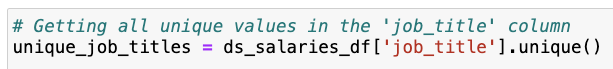 # Getting all unique values in the 'job_title' column
unique_job_titles = ds_salaries_df['job_title'].unique()